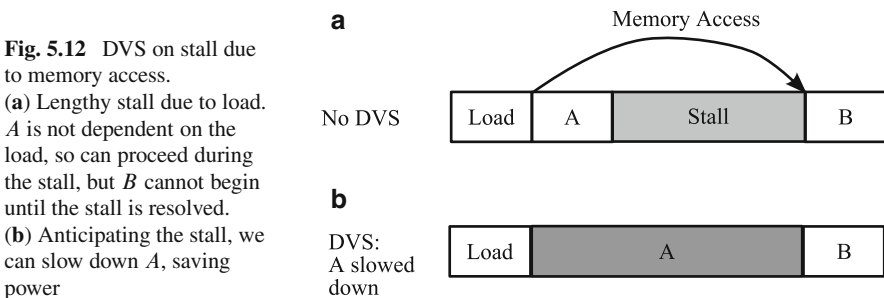 Fig. 5.12 DVS on stall due
to memory access.
(a) Lengthy stall due to load.
A is not dependent on the
load, so can proceed during
the stall, but B cannot begin
until the stall is resolved.
(b) Anticipating the stall, we
can slow down A, saving
power
a
Memory Access
No DVS
Load A Stall B
b
DVS:
A slowed
down
Load A B